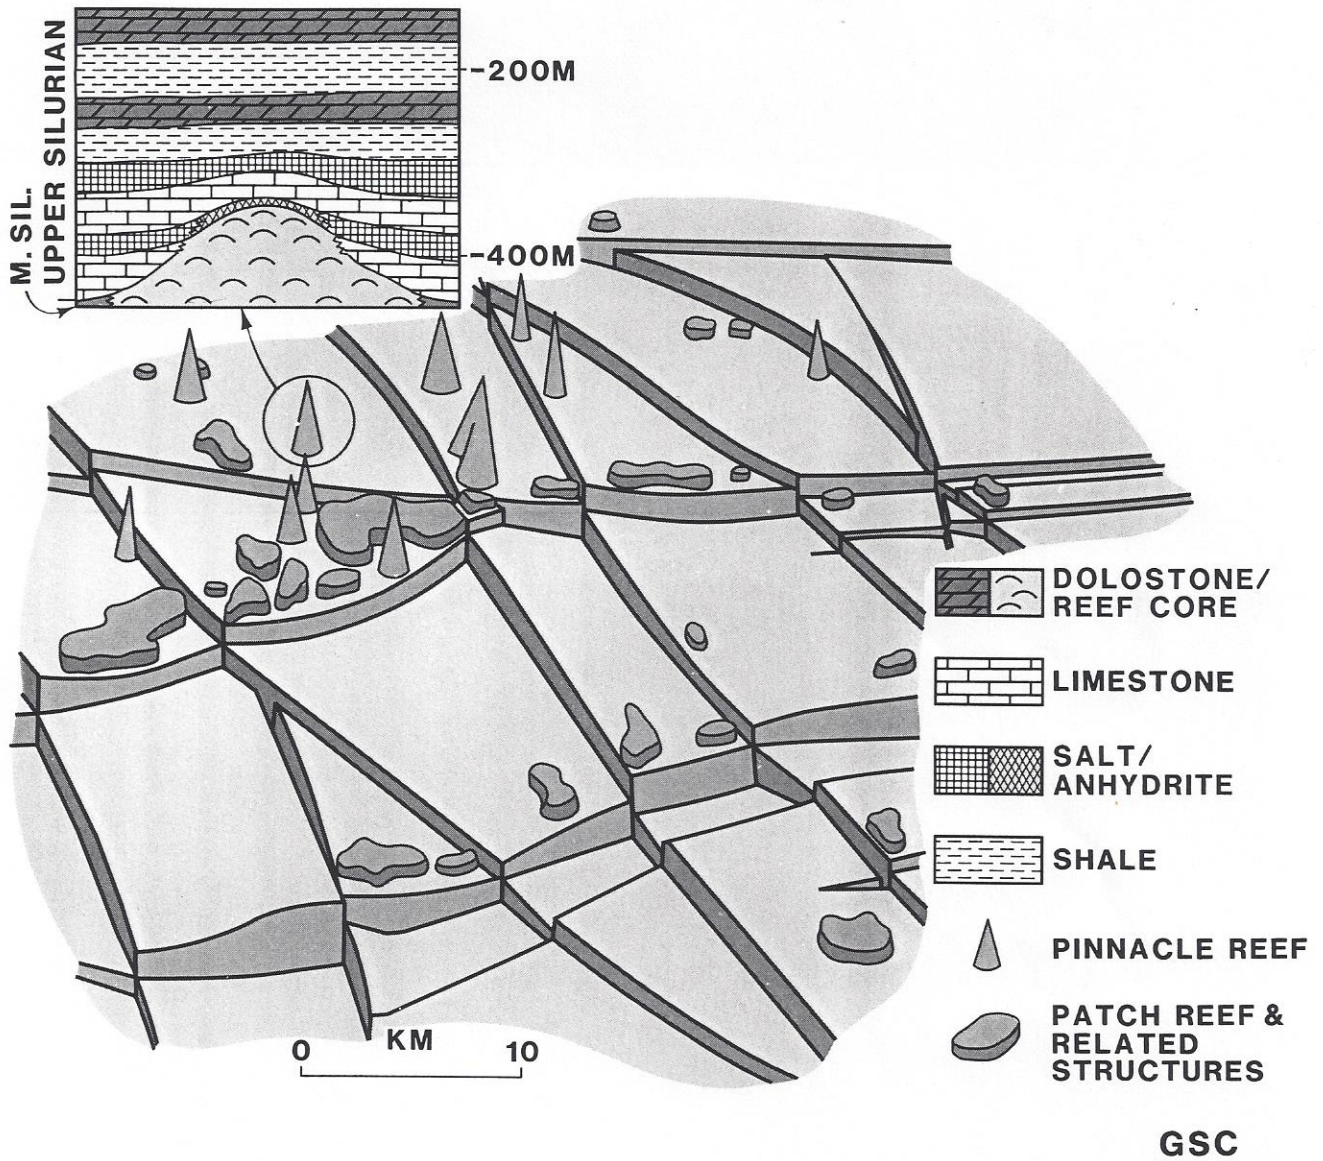 M. SIL.
UPPER SILURIAN
-200M
-400M
DOLOSTONE/
REEF CORE
LIMESTONE
SALT/
ANHYDRITE
SHALE
PINNACLE REEF
PATCH REEF &
RELATED
STRUCTURES
KM
0 10
GSC